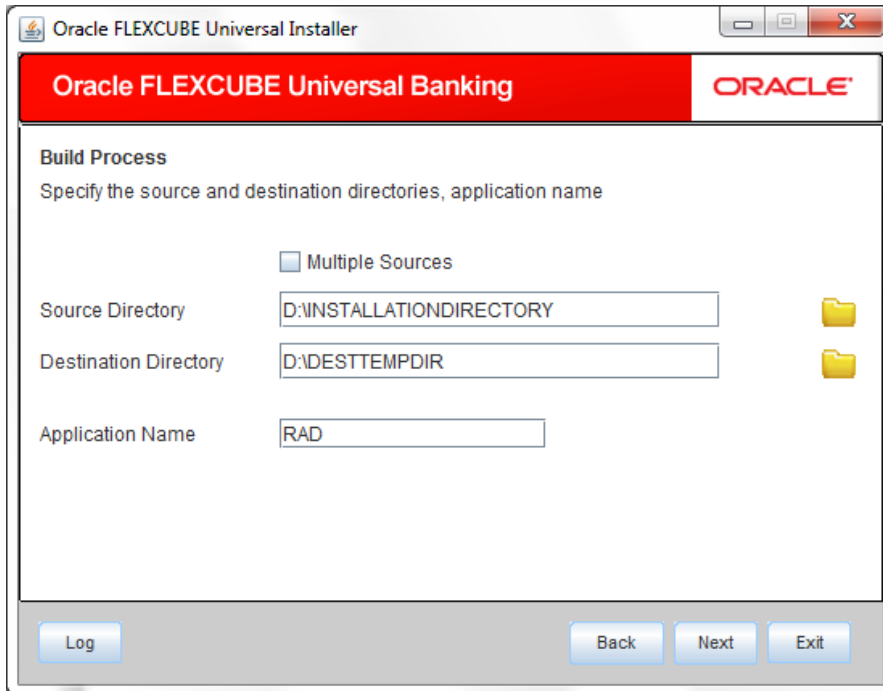 Oracle FLEXCUBE Universal Installer
Oracle FLEXCUBE Universal Banking
ORACLE'
Build Process
Specify the source and destination directories, application name
Multiple Sources
Source Directory
D:\INSTALLATIONDIRECTORY
Destination Directory
D:\DESTTEMPDIR
Application Name
RAD
Log
Back
Next
Exit